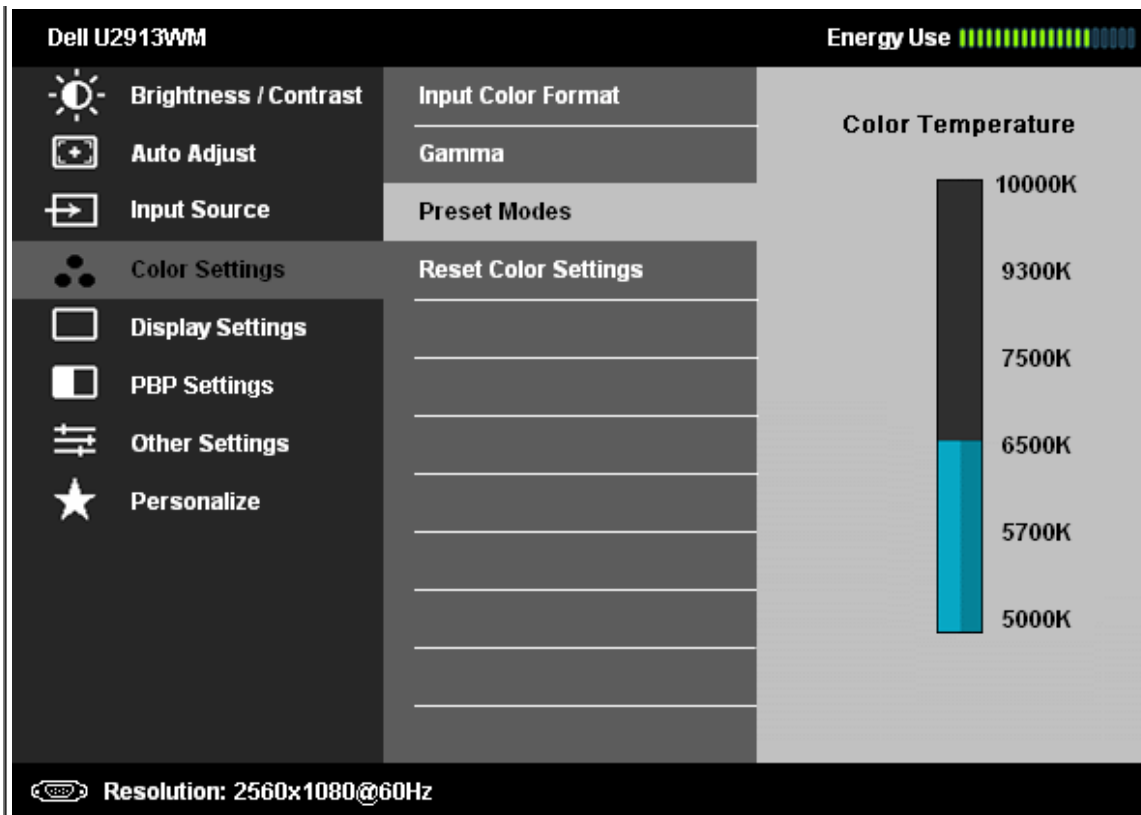 Dell U2913WM
Energy Use
Brightness / Contrast
Auto Adjust
Input Source
Color Settings
Display Settings
PBP Settings
Other Settings
Personalize
Input Color Format
Gamma
Preset Modes
Reset Color Settings
Color Temperature
10000K
9300K
7500K
6500K
5700K
5000K
Resolution: 2560x1080@60Hz